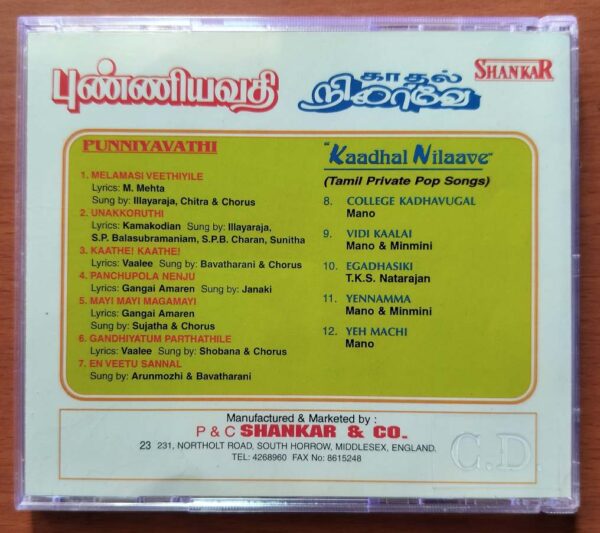 புண்ணியவதி
காதல்
நிலாவே
SHANKAR
PUNNIYAVATHI
1. MELAMASI VEETHIYILE
Lyrics: M. Mehta
Sung by: Illayaraja, Chitra & Chorus
2. UNAKKORUTHI
Lyrics: Kamakodian Sung by: Illayaraja,
S.P. Balasubramaniam, S.P.B. Charan, Sunitha
3. KAATHE! KAATHE!
Lyrics: Vaalee Sung by: Bavatharani & Chorus
4. PANCHUPOLA NENJU
Lyrics: Gangai Amaren Sung by: Janaki
5. MAYI MAYI MAGAMAYI
Lyrics: Gangai Amaren
Sung by: Sujatha & Chorus
6. GANDHIYATUM PARTHATHILE
Lyrics: Vaalee Sung by: Shobana & Chorus
7. EN VEETU SANNAL
Sung by: Arunmozhi & Bavatharani
"Kaadhal Nilaave"
(Tamil Private Pop Songs)
8. COLLEGE KADHAVUGAL
Mano
9. VIDI KAALAI
Mano & Minmini
10. EGADHASIKI
T.K.S. Natarajan
11. YENNAMMA
Mano & Minmini
12. YEH MACHI
Mano
Manufactured & Marketed by :
P & C SHANKAR & CO.
23 231, NORTHOLT ROAD, SOUTH HORROW, MIDDLESEX, ENGLAND.
TEL: 4268960 FAX No: 8615248
C.D.